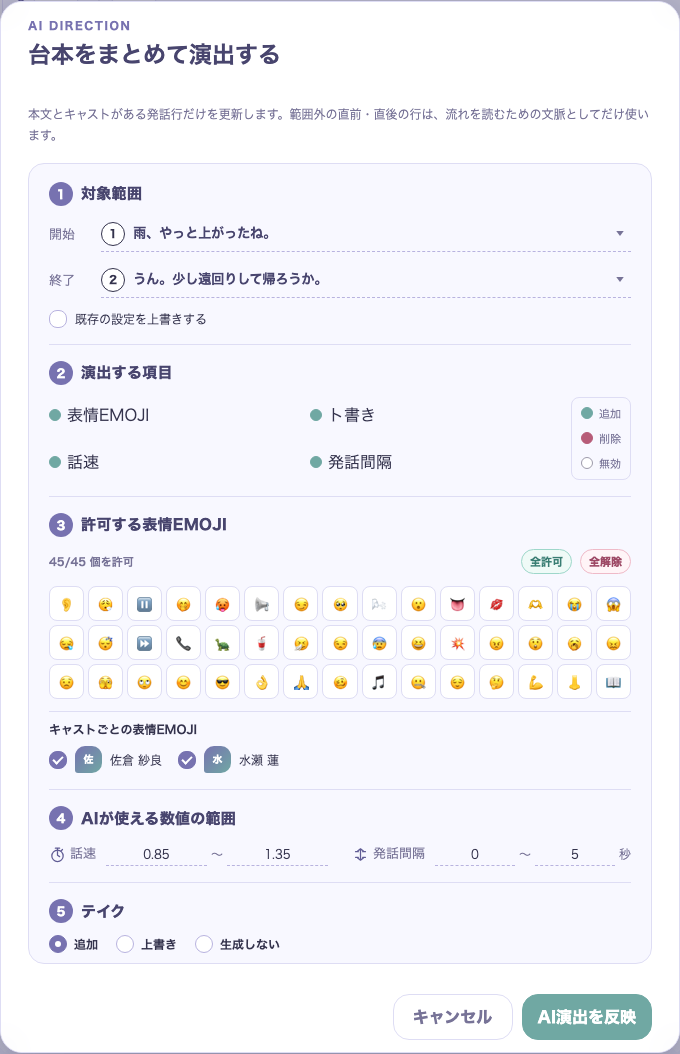 AI DIRECTION
台本をまとめて演出する
本文とキャストがある発話行だけを更新します。範囲外の直前・直後の行は、流れを読むための文脈としてだけ使い
ます。
1 対象範囲
開始 1 雨、やっと上がったね。
終了 2 うん。少し遠回りして帰ろうか。
既存の設定を上書きする
2 演出する項目
表情EMOJI ト書き
話速 発話間隔
追加
削除
無効
3 許可する表情EMOJI
45/45 個を許可 全許可 全解除
キャストごとの表情EMOJI
佐 佐倉 紗良 水 水瀬 蓮
4 AIが使える数値の範囲
話速 0.85 〜 1.35 発話間隔 0 〜 5 秒
5 テイク
追加 上書き 生成しない
キャンセル AI演出を反映